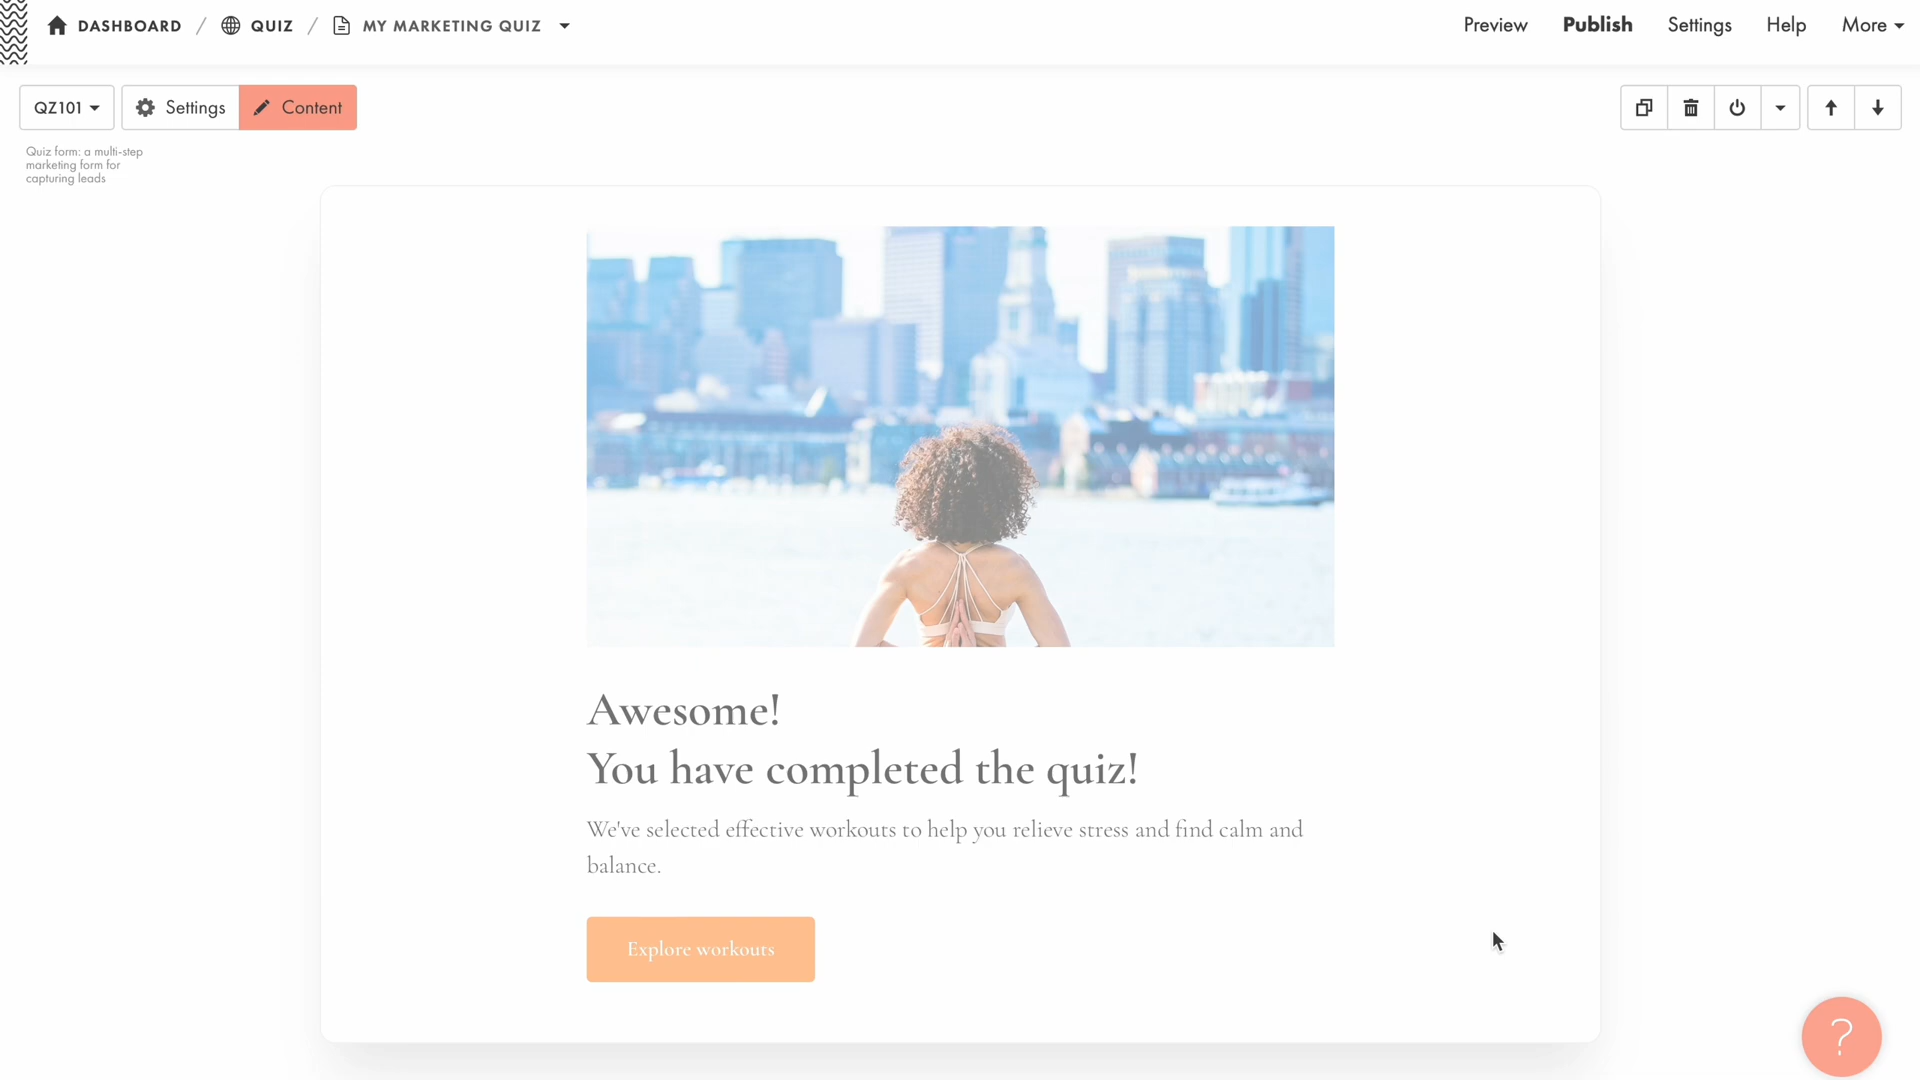 DASHBOARD / QUIZ / MY MARKETING QUIZ
Preview Publish Settings Help More
QZ101 Settings Content
Quiz form: a multi-step
marketing form for
capturing leads
Awesome!
You have completed the quiz!
We've selected effective workouts to help you relieve stress and find calm and
balance.
Explore workouts
?